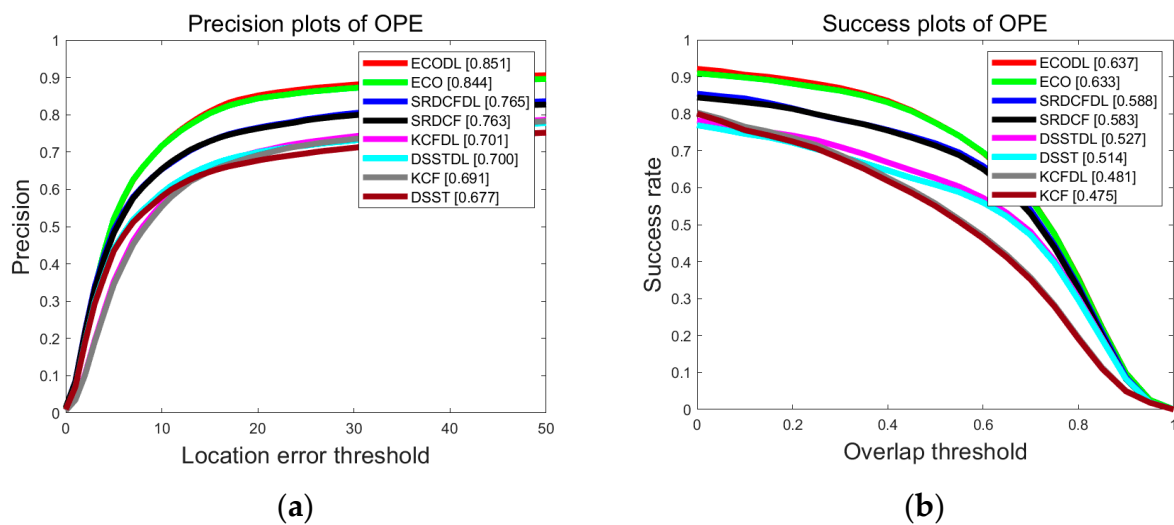 Precision plots of OPE
1
0.9
0.8
0.7
0.6
0.5
0.4
0.3
0.2
0.1
0
Precision
ECODL [0.851]
ECO [0.844]
SRDCFDL [0.765]
SRDCF [0.763]
KCFDL [0.701]
DSSTDL [0.700]
KCF [0.691]
DSST [0.677]
0 10 20 30 40 50
Location error threshold
(a)
Success plots of OPE
1
0.9
0.8
0.7
0.6
0.5
0.4
0.3
0.2
0.1
0
Success rate
ECODL [0.637]
ECO [0.633]
SRDCFDL [0.588]
SRDCF [0.583]
DSSTDL [0.527]
DSST [0.514]
KCFDL [0.481]
KCF [0.475]
0 0.2 0.4 0.6 0.8 1
Overlap threshold
(b)